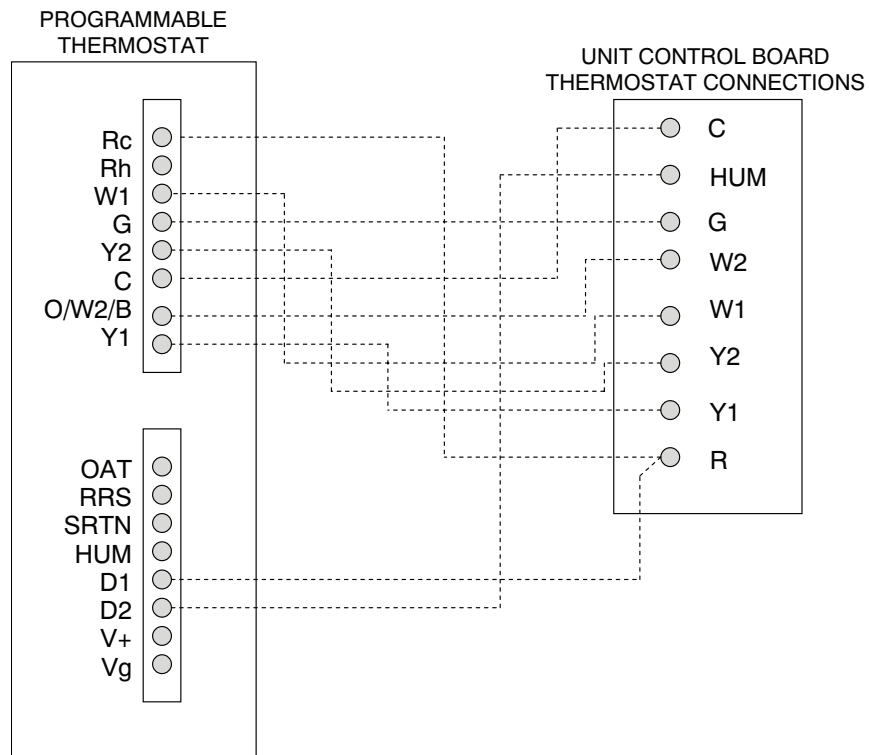 PROGRAMMABLE
THERMOSTAT
Rc
Rh
W1
G
Y2
C
O/W2/B
Y1
OAT
RRS
SRTN
HUM
D1
D2
V+
Vg
UNIT CONTROL BOARD
THERMOSTAT CONNECTIONS
C
HUM
G
W2
W1
Y2
Y1
R